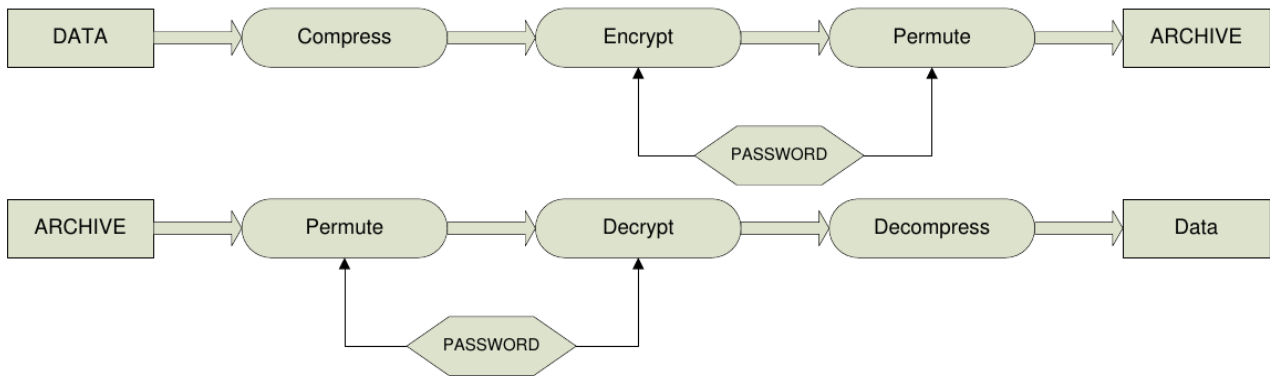 DATA
Compress
Encrypt
Permute
ARCHIVE
PASSWORD
ARCHIVE
Permute
Decrypt
Decompress
Data
PASSWORD